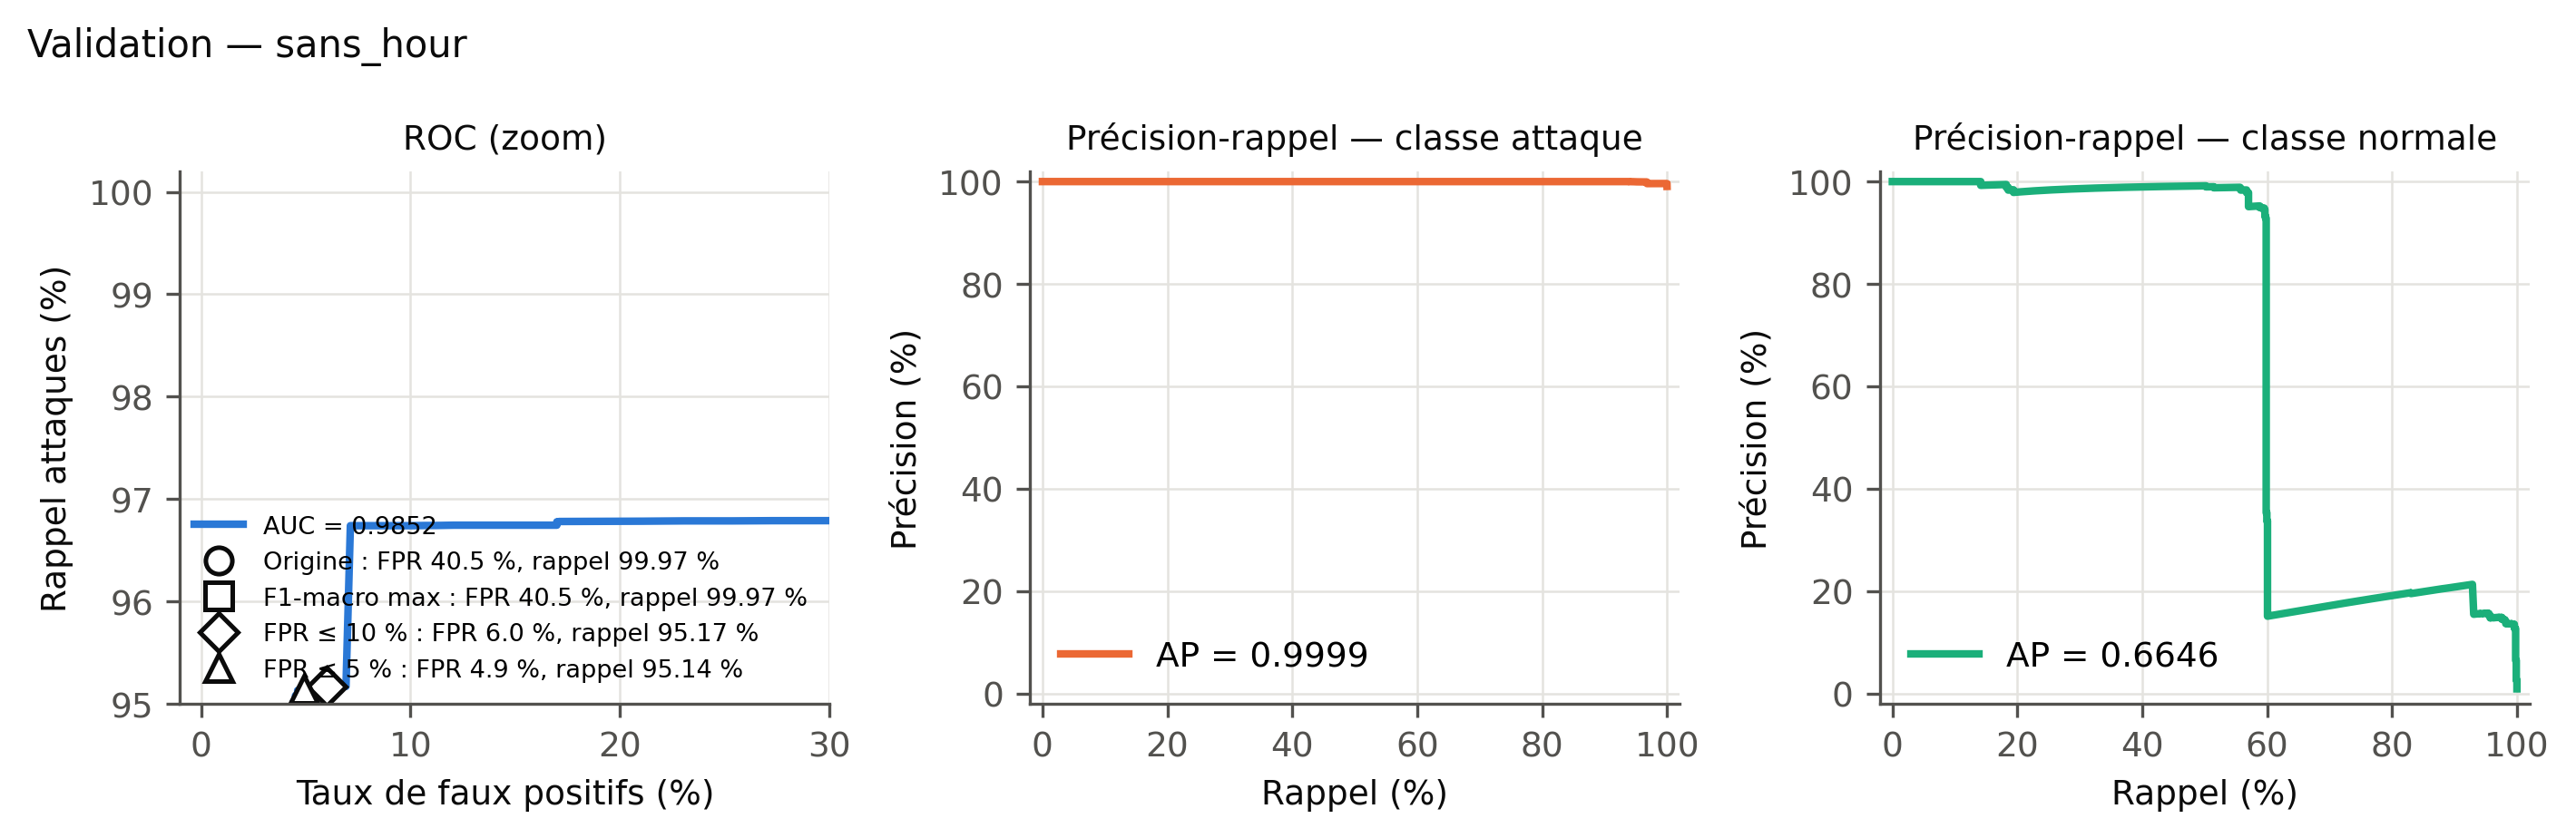 Validation — sans_hour
ROC (zoom)
Rappel attaques (%)
100
99
98
97
96
95
AUC = 0.9852
Origine : FPR 40.5 %, rappel 99.97 %
F1-macro max : FPR 40.5 %, rappel 99.97 %
FPR ≤ 10 % : FPR 6.0 %, rappel 95.17 %
FPR ≤ 5 % : FPR 4.9 %, rappel 95.14 %
0 10 20 30
Taux de faux positifs (%)
Précision-rappel — classe attaque
Précision (%)
100
80
60
40
20
0
AP = 0.9999
0 20 40 60 80 100
Rappel (%)
Précision-rappel — classe normale
Précision (%)
100
80
60
40
20
0
AP = 0.6646
0 20 40 60 80 100
Rappel (%)